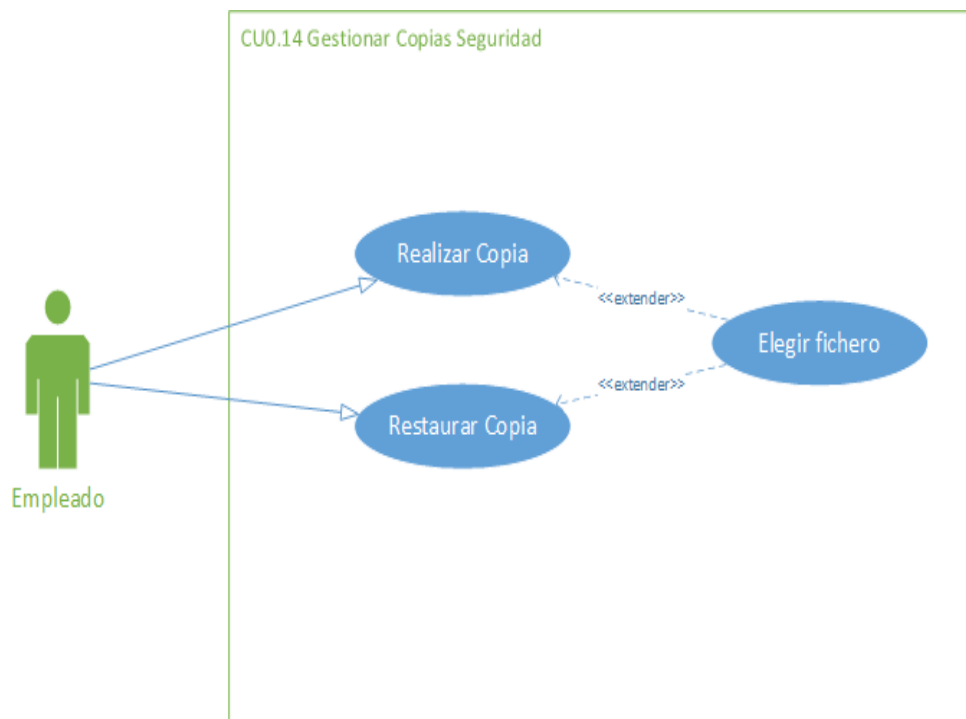 CU0.14 Gestionar Copias Seguridad
Realizar Copia
<<extender>>
Elegir fichero
<<extender>>
Restaurar Copia
Empleado